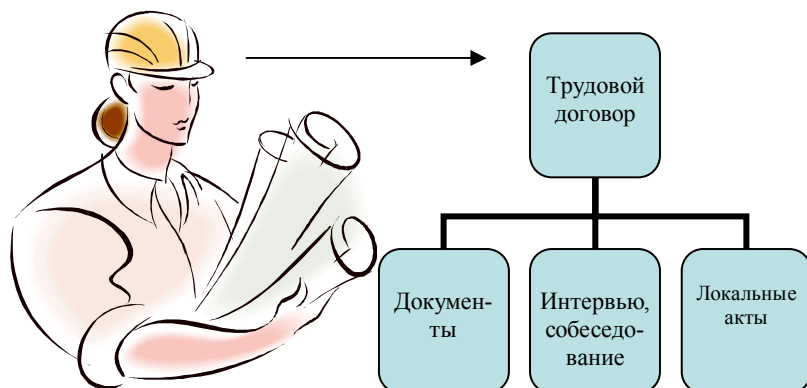 Трудовой
договор
Докумен-
ты
Интервью,
собеседо-
вание
Локальные
акты